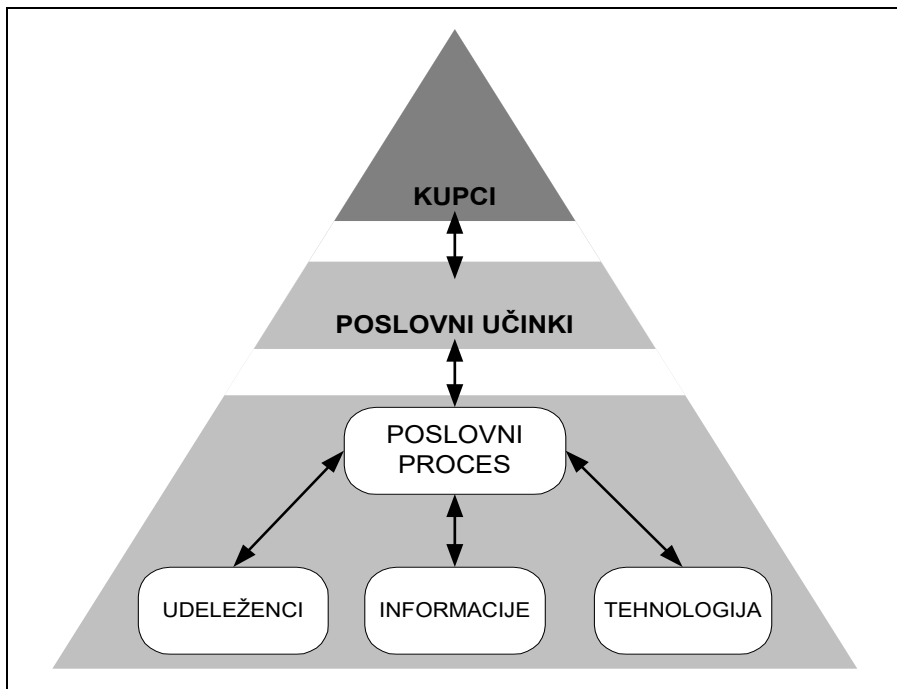 KUPCI
POSLOVNI UČINKI
POSLOVNI
PROCES
UDELEŽENCI
INFORMACIJE
TEHNOLOGIJA